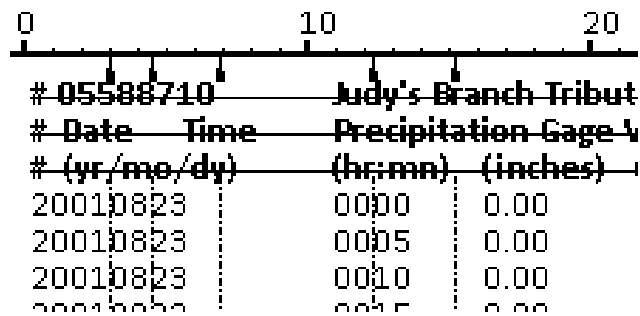 0 10 20
# 05588710 Judy's Branch Tribut
# Date Time Precipitation Gage
# (yr/mo/dy) (hr:mn) (inches)
20010823 0000 0.00
20010823 0005 0.00
20010823 0010 0.00